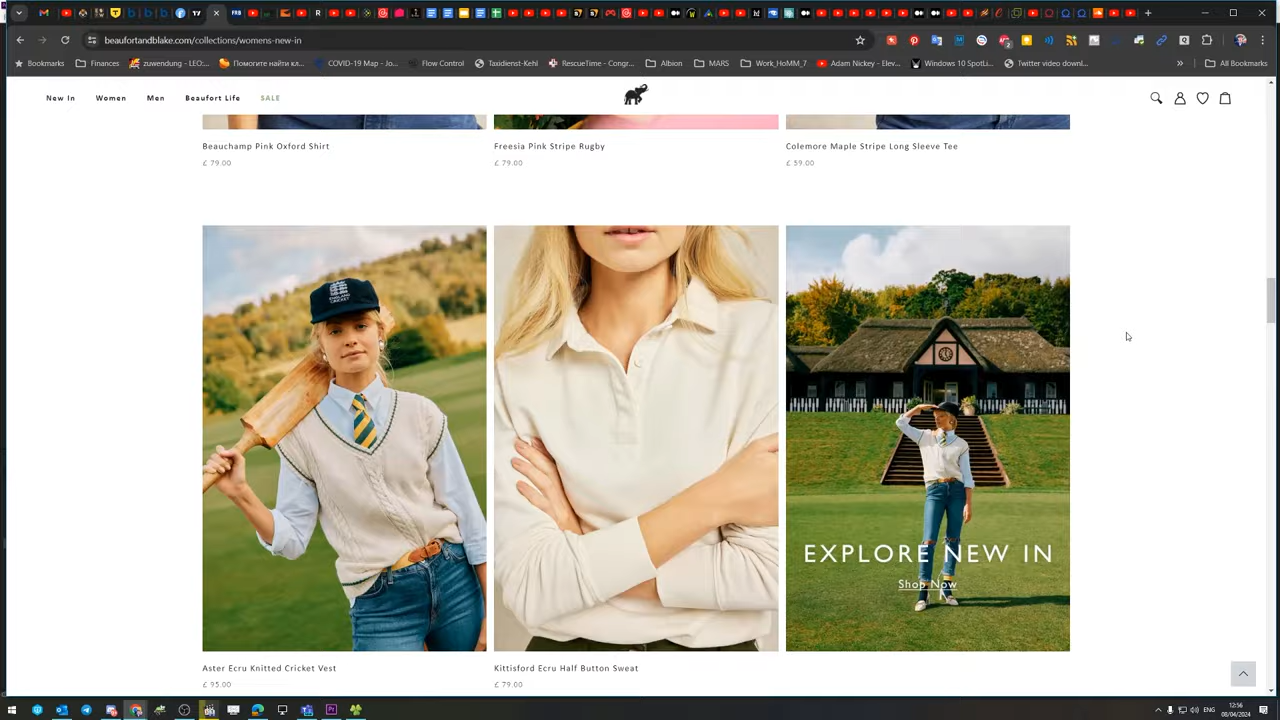 beaufortandblake.com/collections/womens-new-in
Bookmarks Finances zuwendung - LEO:... Помогите найти кл... COVID-19 Map - Jo... Flow Control Taxidienst-Kehl RescueTime - Congr... Albion MARS Work_HoMM_7 Adam Nickey - Elev... Windows 10 SpotLi... Twitter video downl... » All Bookmarks
New In Women Men Beaufort Life SALE
Beauchamp Pink Oxford Shirt Freesia Pink Stripe Rugby Colemore Maple Stripe Long Sleeve Tee
£ 79.00 £ 79.00 £ 59.00
ENGLAND
CRICKET
EXPLORE NEW IN
Shop Now
Aster Ecru Knitted Cricket Vest Kittisford Ecru Half Button Sweat
£ 95.00 £ 79.00
ENG
12:56
08/04/2024